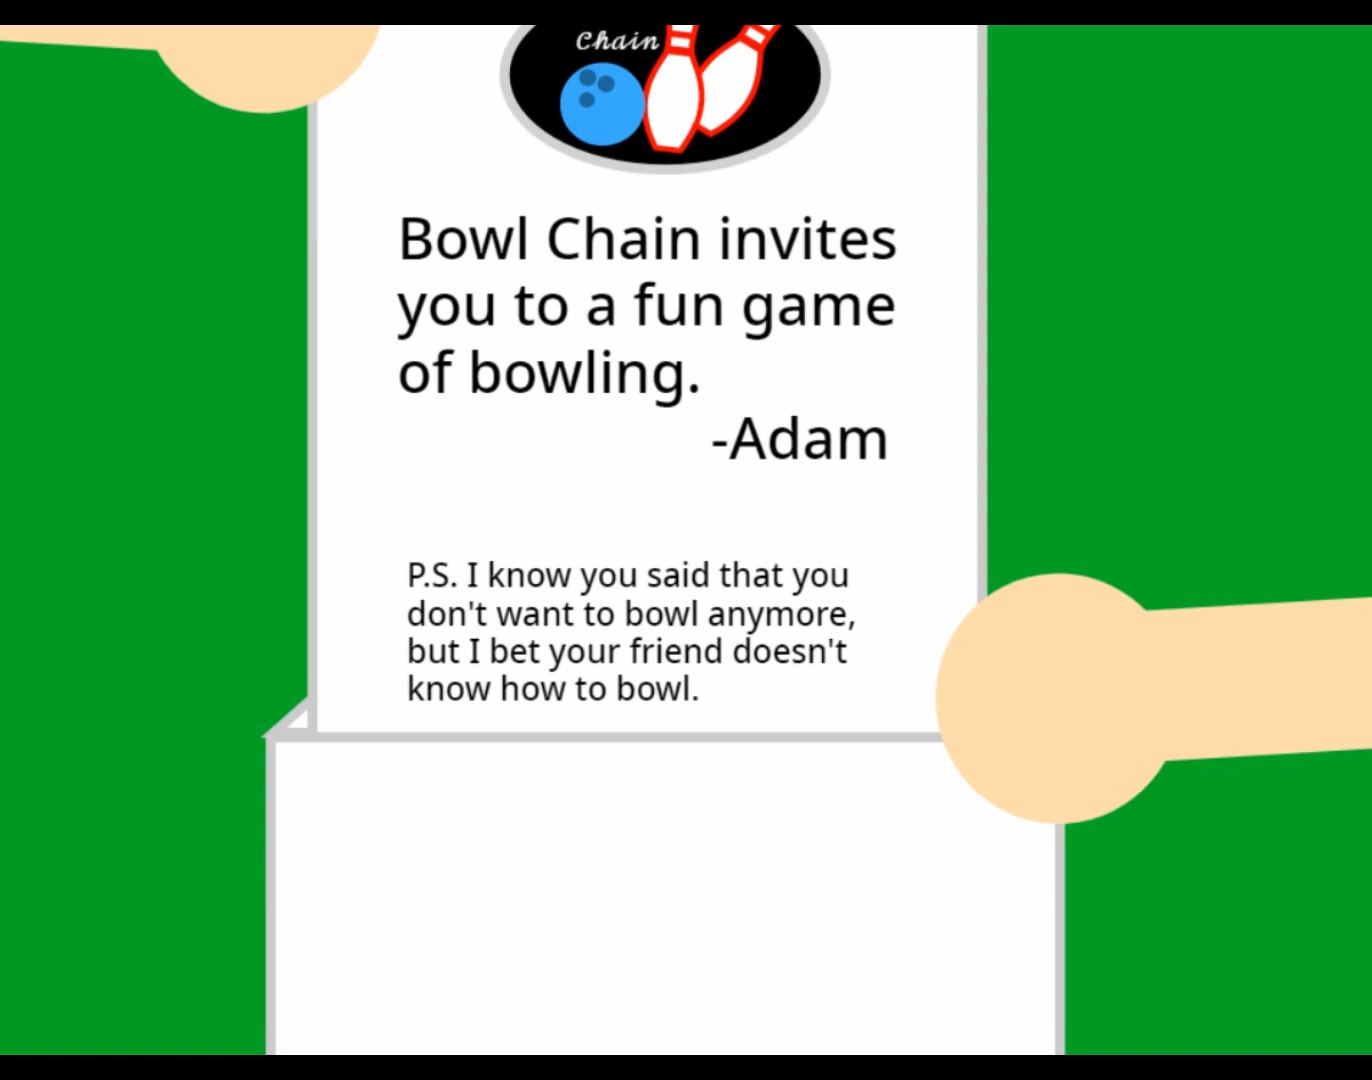 Chain
Bowl Chain invites
you to a fun game
of bowling.
-Adam
P.S. I know you said that you
don't want to bowl anymore,
but I bet your friend doesn't
know how to bowl.